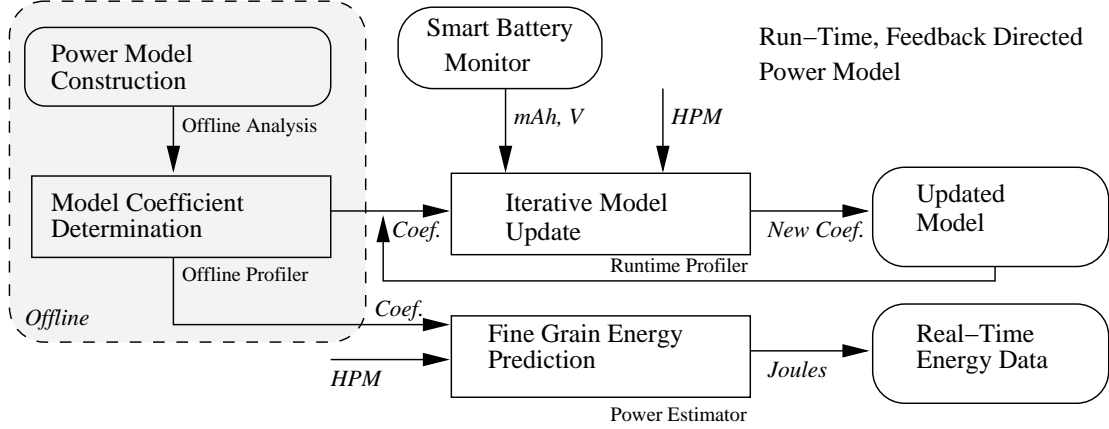 Power Model
Construction
Smart Battery
Monitor
Run−Time, Feedback Directed
Power Model
Offline Analysis
mAh, V
HPM
Model Coefficient
Determination
Coef.
Iterative Model
Update
New Coef.
Updated
Model
Offline Profiler
Runtime Profiler
Offline
Coef.
HPM
Fine Grain Energy
Prediction
Joules
Real−Time
Energy Data
Power Estimator